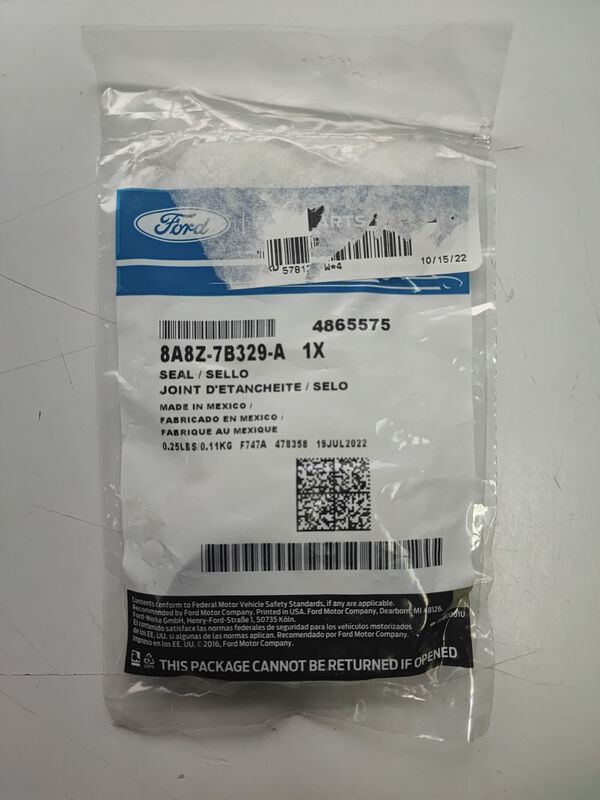 Ford
PARTS
W*4
10/15/22
4865575
8A8Z-7B329-A 1X
SEAL / SELLO
JOINT D'ETANCHEITE / SELO
MADE IN MEXICO /
FABRICADO EN MEXICO /
FABRIQUE AU MEXIQUE
0.25LBS/0.11KG F747A 478358 19JUL2022
Contents conform to Federal Motor Vehicle Safety Standards, if any are applicable.
Recommended by Ford Motor Company. Printed in USA. Ford Motor Company, Dearborn, MI 48126.
Ford-Werke GmbH, Henry-Ford-Straße 1, 50735 Köln.
El contenido satisface las normas federales de seguridad para los vehículos motorizados
de los EE. UU. si algunas de las normas aplican. Recomendado por Ford Motor Company.
Impreso en los EE. UU. © 2016, Ford Motor Company.
THIS PACKAGE CANNOT BE RETURNED IF OPENED